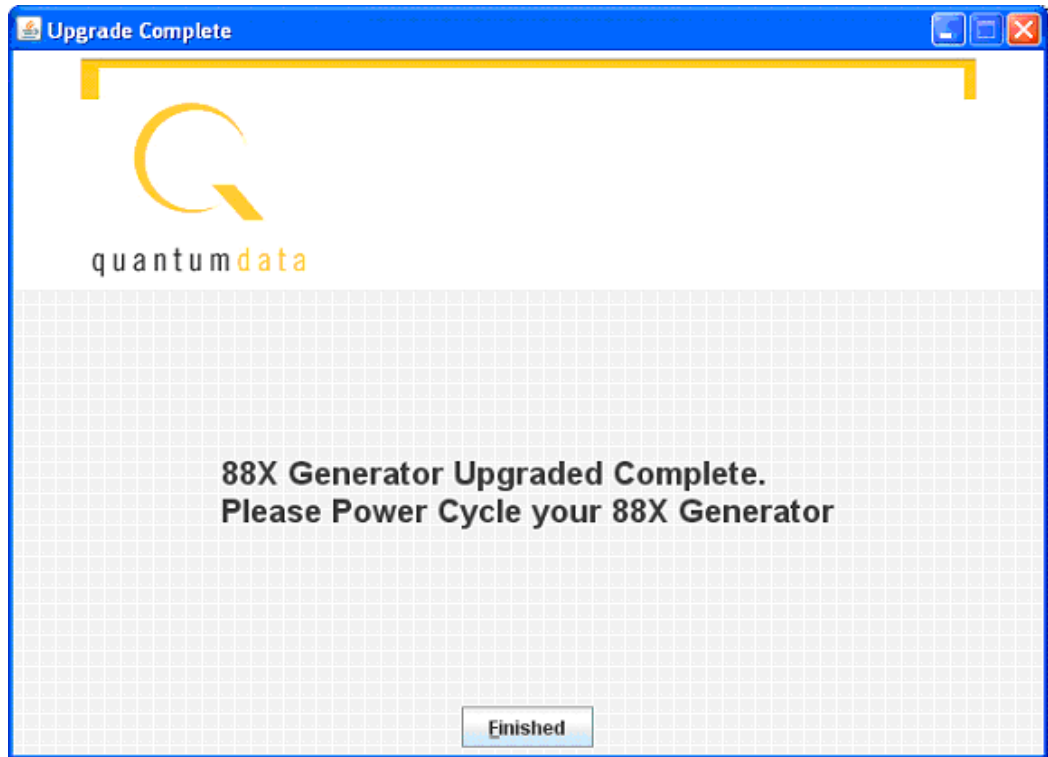 Upgrade Complete
quantumdata
88X Generator Upgraded Complete.
Please Power Cycle your 88X Generator
Finished